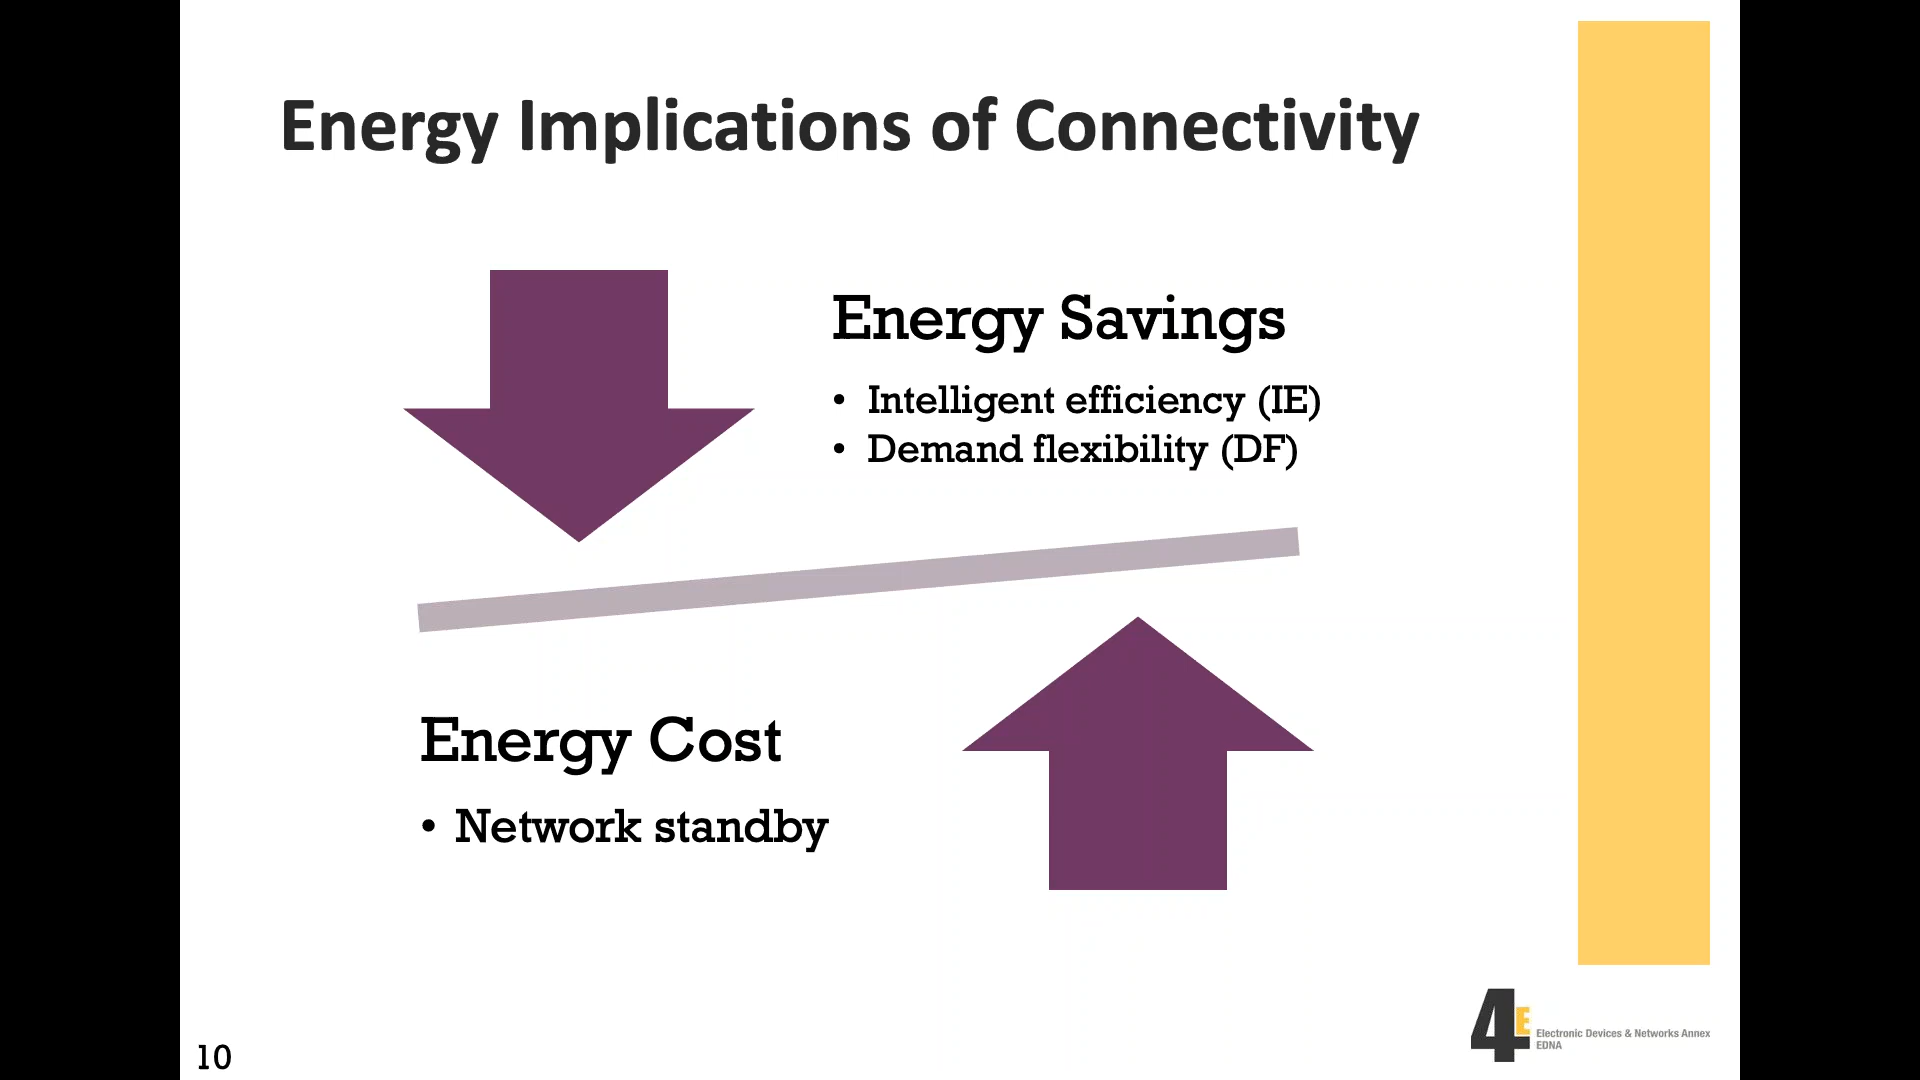 Energy Implications of Connectivity
Energy Savings
• Intelligent efficiency (IE)
• Demand flexibility (DF)
Energy Cost
• Network standby
10
4E
Electronic Devices & Networks Annex
EDNA